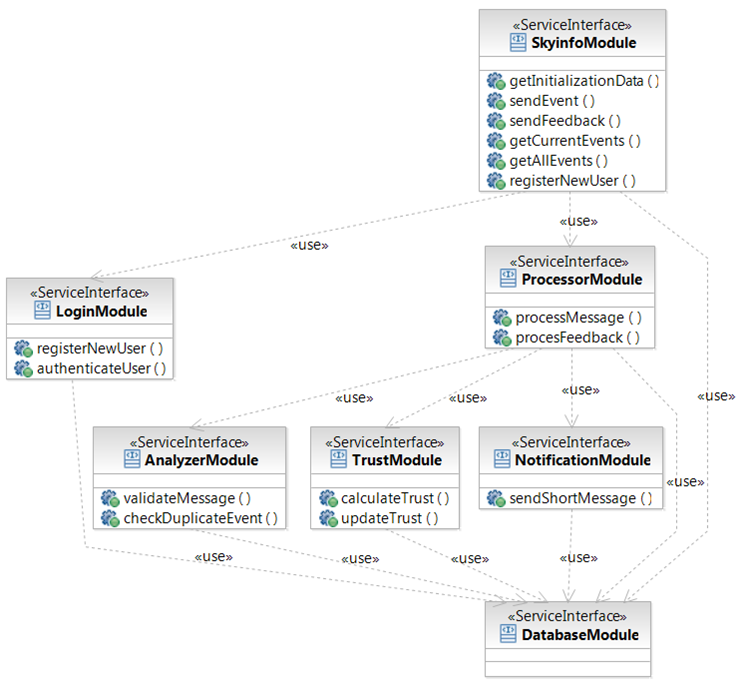 «ServiceInterface»
SkyinfoModule
getInitializationData ( )
sendEvent ( )
sendFeedback ( )
getCurrentEvents ( )
getAllEvents ( )
registerNewUser ( )
«use»
«use»
«ServiceInterface»
ProcessorModule
processMessage ( )
procesFeedback ( )
«ServiceInterface»
LoginModule
registerNewUser ( )
authenticateUser ( )
«use»
«use»
«use»
«use»
«ServiceInterface»
AnalyzerModule
validateMessage ( )
checkDuplicateEvent ( )
«ServiceInterface»
TrustModule
calculateTrust ( )
updateTrust ( )
«ServiceInterface»
NotificationModule
sendShortMessage ( )
«use»
«use»
«use»
«use»
«use»
«ServiceInterface»
DatabaseModule